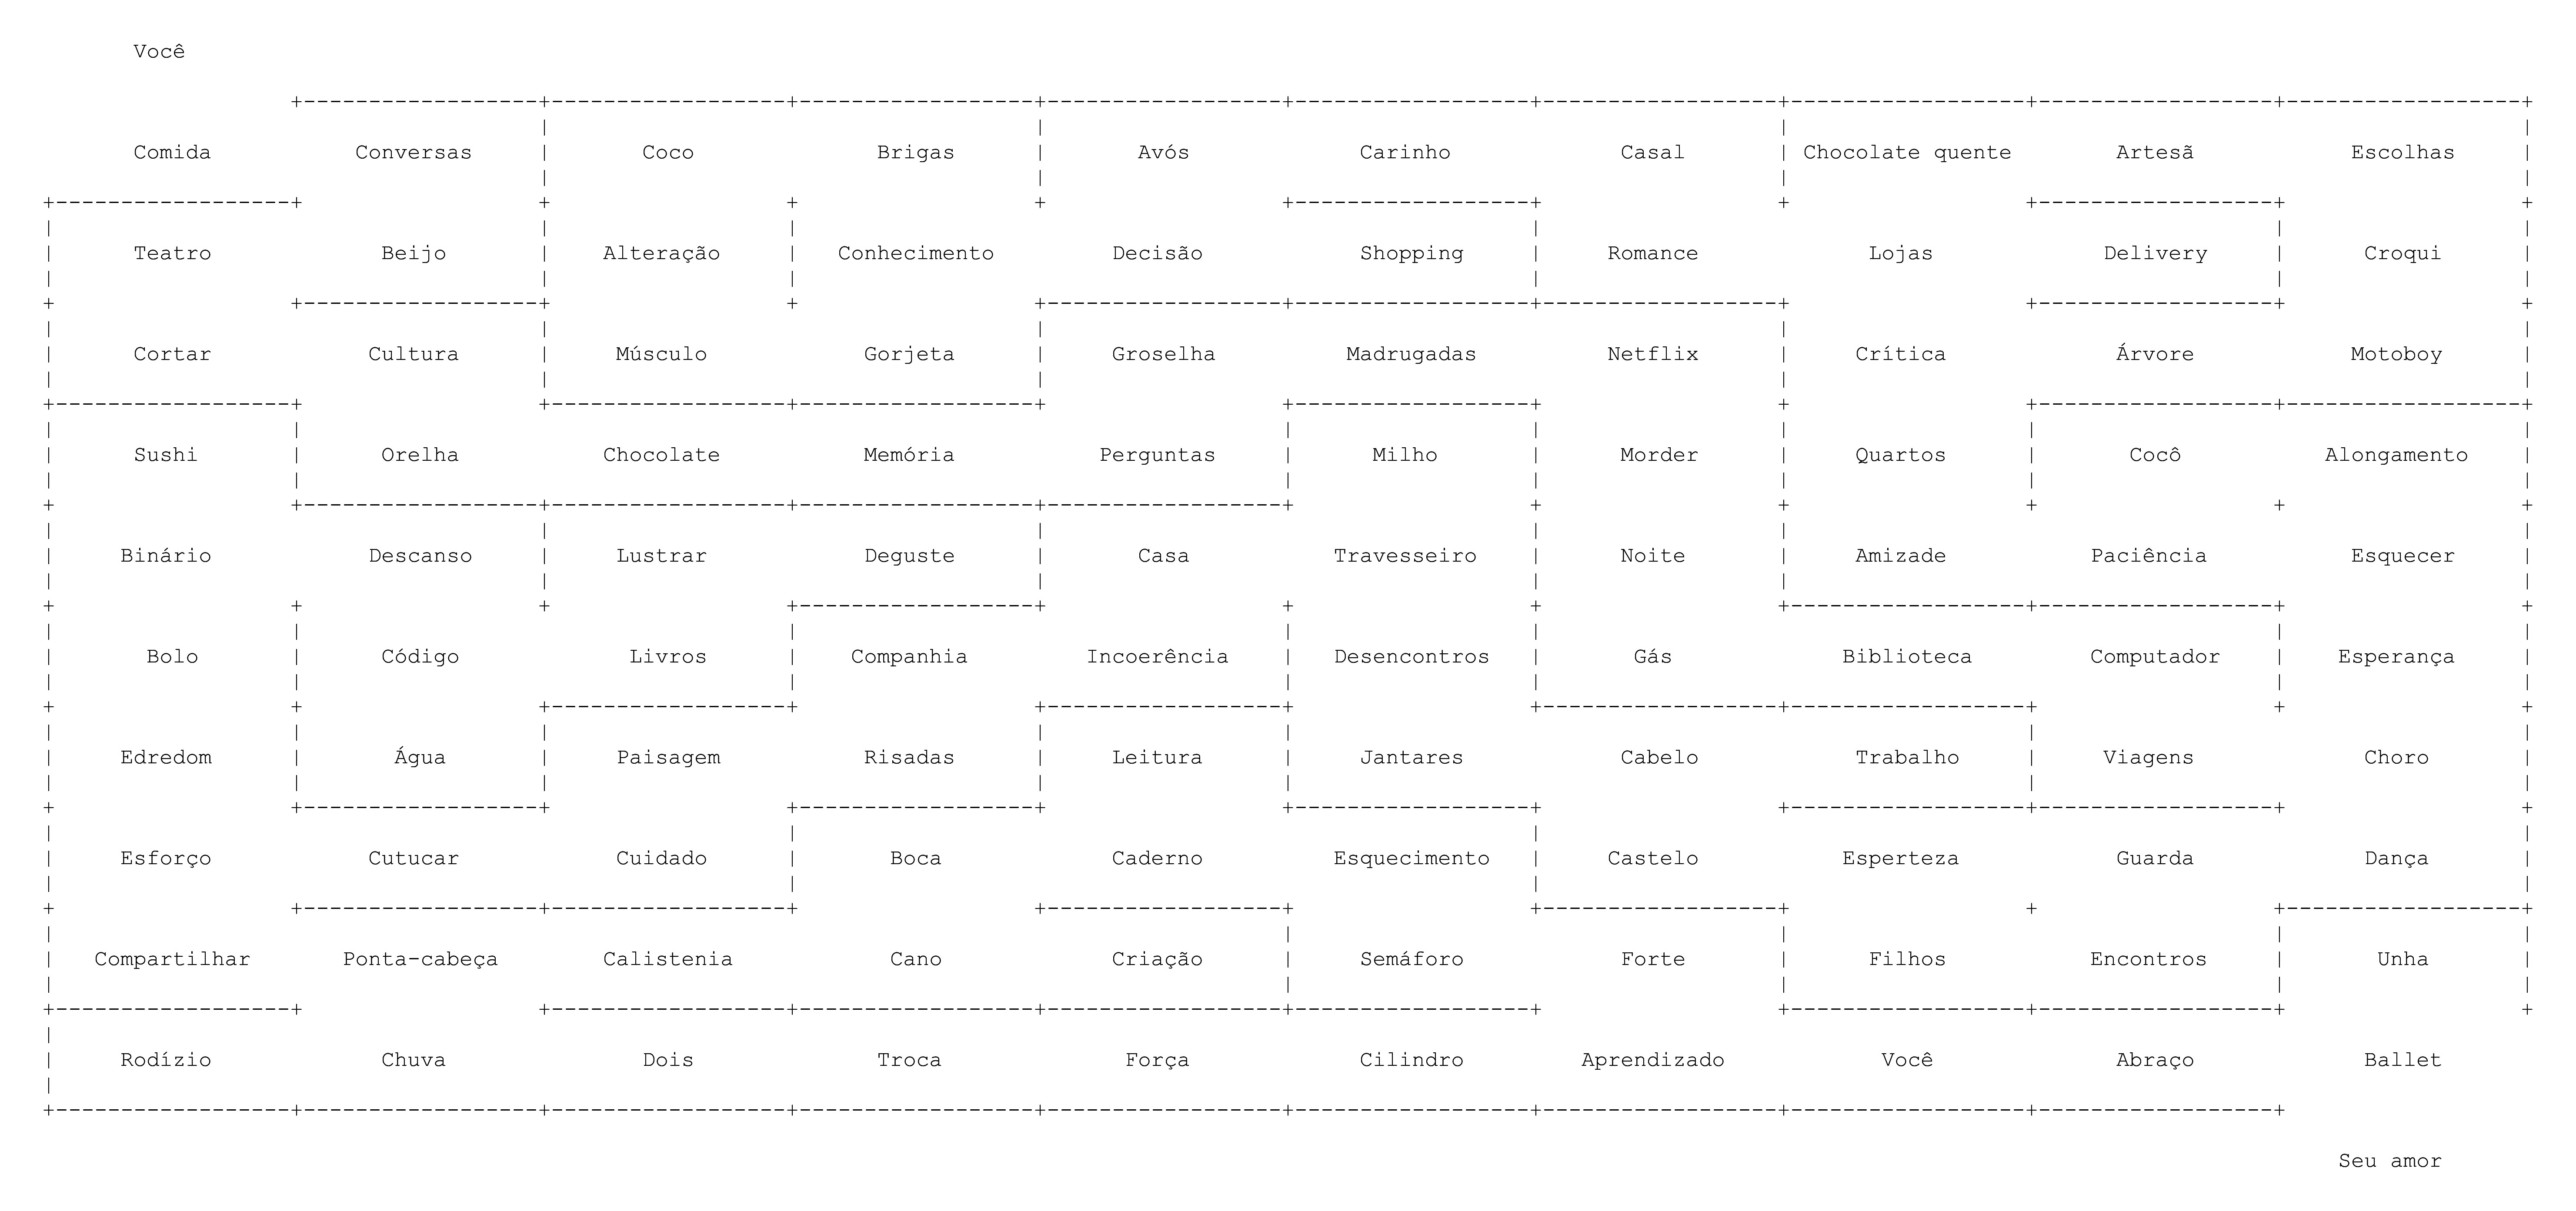 Você
Comida Conversas Coco Brigas Avós Carinho Casal Chocolate quente Artesã Escolhas
Teatro Beijo Alteração Conhecimento Decisão Shopping Romance Lojas Delivery Croqui
Cortar Cultura Músculo Gorjeta Groselha Madrugadas Netflix Crítica Árvore Motoboy
Sushi Orelha Chocolate Memória Perguntas Milho Morder Quartos Cocô Alongamento
Binário Descanso Lustrar Deguste Casa Travesseiro Noite Amizade Paciência Esquecer
Bolo Código Livros Companhia Incoerência Desencontros Gás Biblioteca Computador Esperança
Edredom Água Paisagem Risadas Leitura Jantares Cabelo Trabalho Viagens Choro
Esforço Cutucar Cuidado Boca Caderno Esquecimento Castelo Esperteza Guarda Dança
Compartilhar Ponta-cabeça Calistenia Cano Criação Semáforo Forte Filhos Encontros Unha
Rodízio Chuva Dois Troca Força Cilindro Aprendizado Você Abraço Ballet
Seu amor